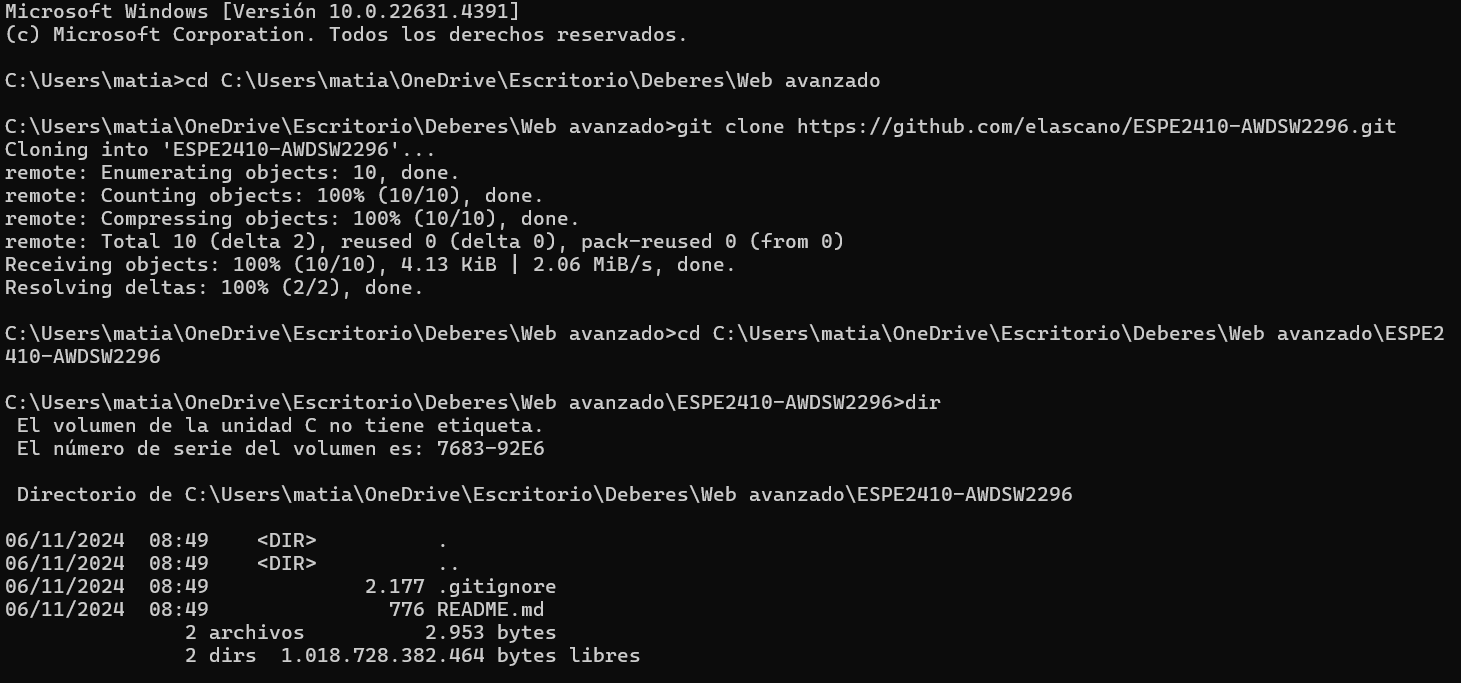 Microsoft Windows [Versión 10.0.22631.4391]
(c) Microsoft Corporation. Todos los derechos reservados.
C:\Users\matia>cd C:\Users\matia\OneDrive\Escritorio\Deberes\Web avanzado
C:\Users\matia\OneDrive\Escritorio\Deberes\Web avanzado>git clone https://github.com/elascano/ESPE2410-AWDSW2296.git
Cloning into 'ESPE2410-AWDSW2296'...
remote: Enumerating objects: 10, done.
remote: Counting objects: 100% (10/10), done.
remote: Compressing objects: 100% (10/10), done.
remote: Total 10 (delta 2), reused 0 (delta 0), pack-reused 0 (from 0)
Receiving objects: 100% (10/10), 4.13 KiB | 2.06 MiB/s, done.
Resolving deltas: 100% (2/2), done.
C:\Users\matia\OneDrive\Escritorio\Deberes\Web avanzado>cd C:\Users\matia\OneDrive\Escritorio\Deberes\Web avanzado\ESPE2
410-AWDSW2296
C:\Users\matia\OneDrive\Escritorio\Deberes\Web avanzado\ESPE2410-AWDSW2296>dir
 El volumen de la unidad C no tiene etiqueta.
 El número de serie del volumen es: 7683-92E6
 Directorio de C:\Users\matia\OneDrive\Escritorio\Deberes\Web avanzado\ESPE2410-AWDSW2296
06/11/2024  08:49    <DIR>          .
06/11/2024  08:49    <DIR>          ..
06/11/2024  08:49             2.177 .gitignore
06/11/2024  08:49               776 README.md
               2 archivos          2.953 bytes
               2 dirs  1.018.728.382.464 bytes libres